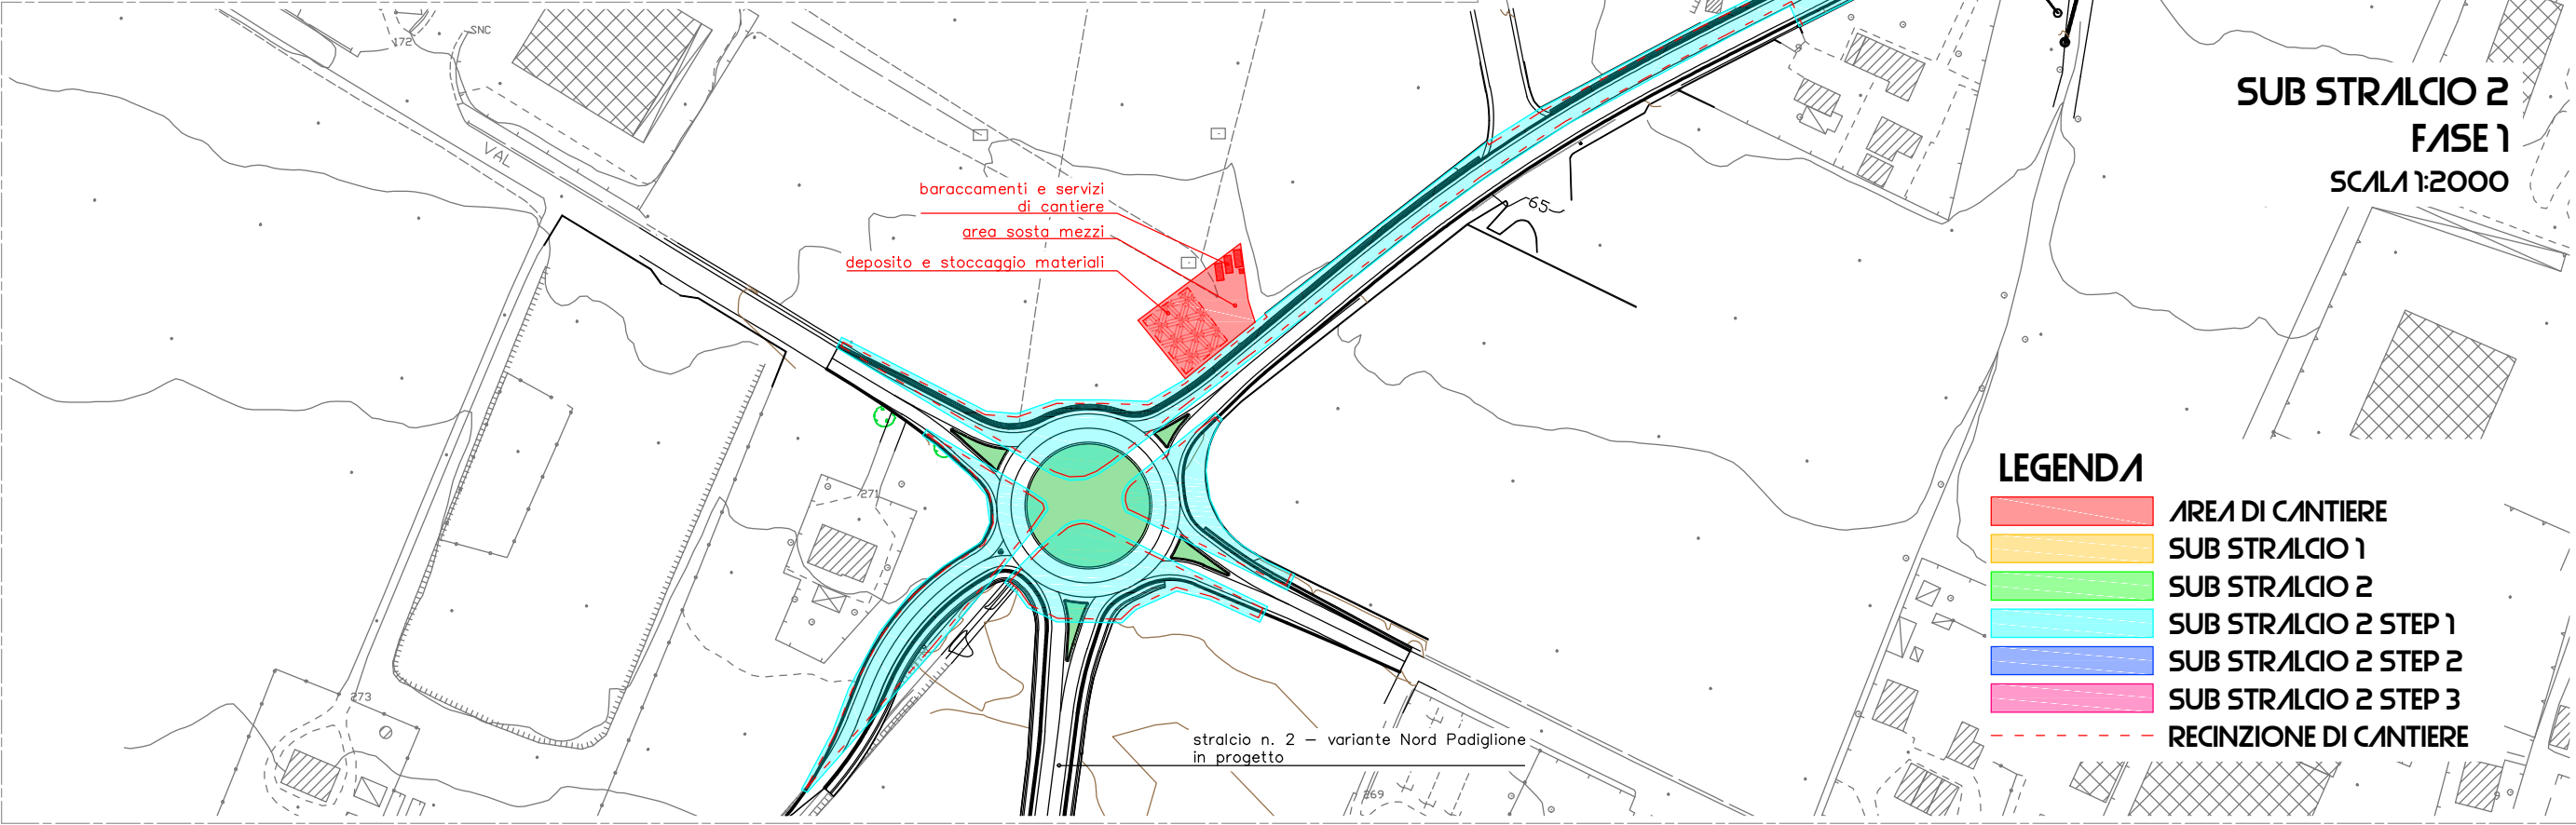 SUB STRALCIO 2
FASE 1
SCALA 1:2000
172
SNC
VAL
65
baraccamenti e servizi
di cantiere
area sosta mezzi
deposito e stoccaggio materiali
271
273
269
stralcio n. 2 – variante Nord Padiglione
in progetto
LEGENDA
AREA DI CANTIERE
SUB STRALCIO 1
SUB STRALCIO 2
SUB STRALCIO 2 STEP 1
SUB STRALCIO 2 STEP 2
SUB STRALCIO 2 STEP 3
RECINZIONE DI CANTIERE